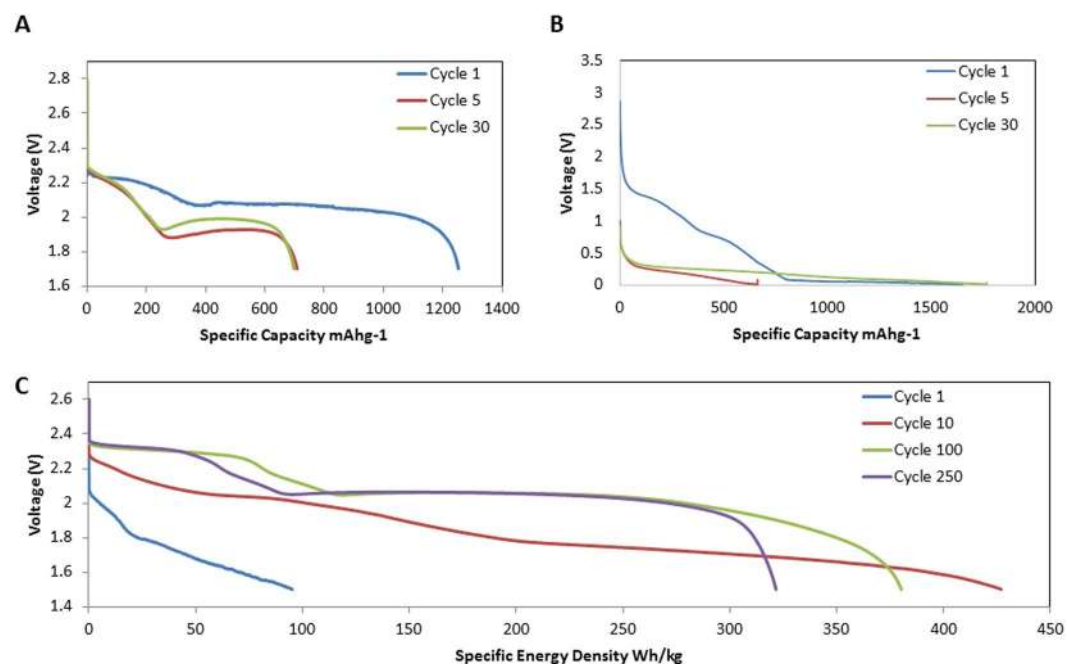 A
Voltage (V)
2.8
2.6
2.4
2.2
2
1.8
1.6
0 200 400 600 800 1000 1200 1400
Specific Capacity mAhg-1
Cycle 1
Cycle 5
Cycle 30
B
Voltage (V)
3.5
3
2.5
2
1.5
1
0.5
0
0 500 1000 1500 2000
Specific Capacity mAhg-1
Cycle 1
Cycle 5
Cycle 30
C
Voltage (V)
2.6
2.4
2.2
2
1.8
1.6
1.4
0 50 100 150 200 250 300 350 400 450
Specific Energy Density Wh/kg
Cycle 1
Cycle 10
Cycle 100
Cycle 250